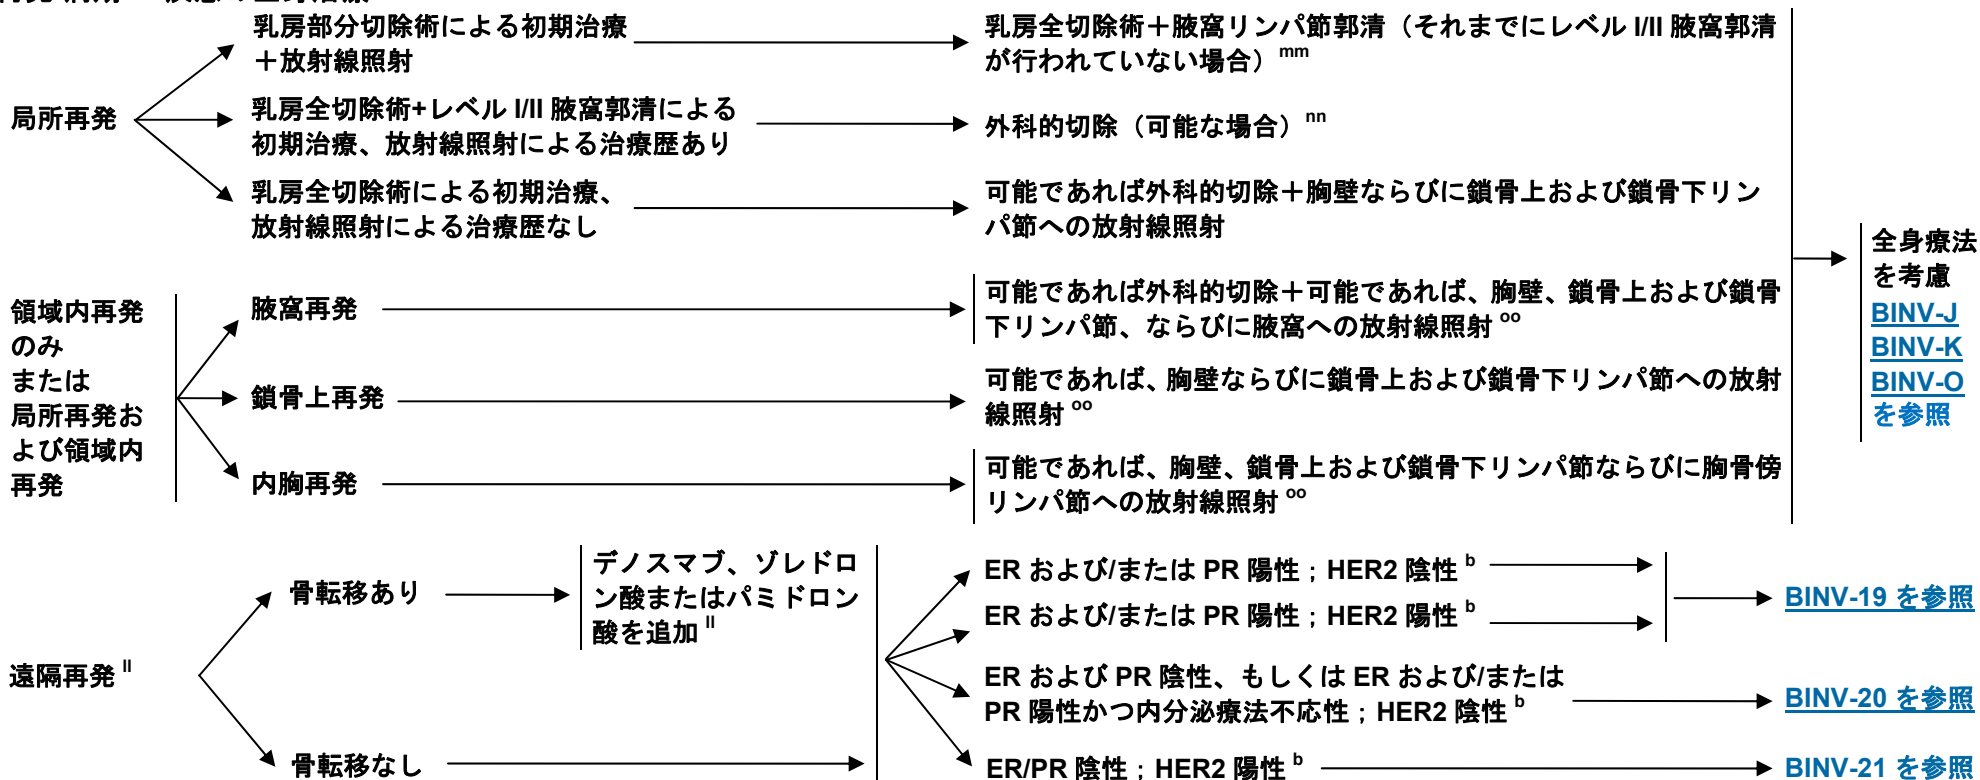 乳房部分切除術による初期治療
＋放射線照射
乳房全切除術＋腋窩リンパ節郭清（それまでにレベル I/II 腋窩郭清
が行われていない場合）mm
局所再発
乳房全切除術+レベル I/II 腋窩郭清による
初期治療、放射線照射による治療歴あり
外科的切除（可能な場合）nn
乳房全切除術による初期治療、
放射線照射による治療歴なし
可能であれば外科的切除＋胸壁ならびに鎖骨上および鎖骨下リン
パ節への放射線照射
領域内再発
のみ
または
局所再発お
よび領域内
再発
腋窩再発
可能であれば外科的切除＋可能であれば、胸壁、鎖骨上および鎖骨
下リンパ節、ならびに腋窩への放射線照射 oo
鎖骨上再発
可能であれば、胸壁ならびに鎖骨上および鎖骨下リンパ節への放射
線照射 oo
内胸再発
可能であれば、胸壁、鎖骨上および鎖骨下リンパ節ならびに胸骨傍
リンパ節への放射線照射 oo
全身療法
を考慮
BINV-J
BINV-K
BINV-O
を参照
遠隔再発 ll
骨転移あり
デノスマブ、ゾレドロ
ン酸またはパミドロン
酸を追加 ll
骨転移なし
ER および/または PR 陽性；HER2 陰性 b
ER および/または PR 陽性；HER2 陽性 b
BINV-19 を参照
ER および PR 陰性、もしくは ER および/または
PR 陽性かつ内分泌療法不応性；HER2 陰性 b
BINV-20 を参照
ER/PR 陰性；HER2 陽性 b
BINV-21 を参照